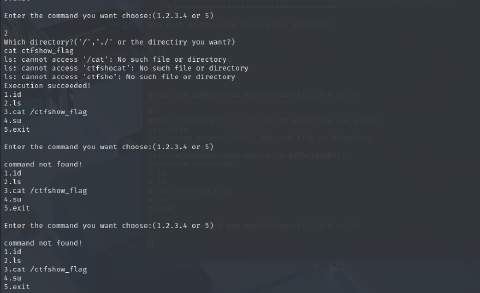 Enter the command you want choose:(1.2.3.4 or 5)
2
Which directory?('/','./' or the directiry you want?)
cat ctfshow_flag
ls: cannot access '/cat': No such file or directory
ls: cannot access 'ctfshocat': No such file or directory
ls: cannot access 'ctfsho': No such file or directory
Execution succeeded!
1.id
2.ls
3.cat /ctfshow_flag
4.su
5.exit
Enter the command you want choose:(1.2.3.4 or 5)
command not found!
1.id
2.ls
3.cat /ctfshow_flag
4.su
5.exit
Enter the command you want choose:(1.2.3.4 or 5)
command not found!
1.id
2.ls
3.cat /ctfshow_flag
4.su
5.exit